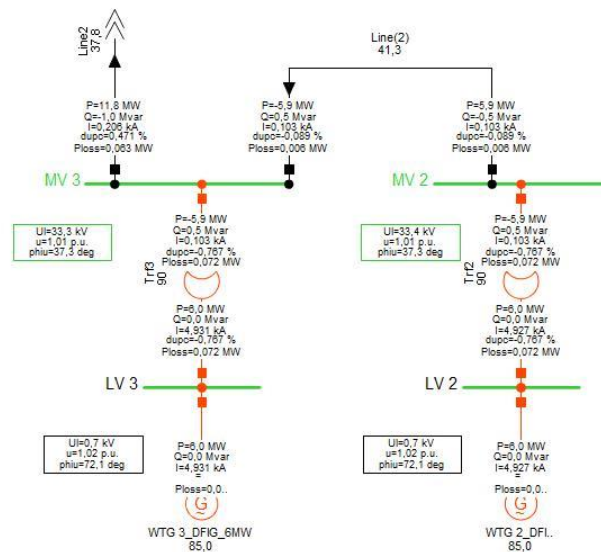 Line2
37,8
Line(2)
41,3
P=11,8 MW
Q=-1,0 Mvar
I=0,206 kA
dupc=0,471 %
Ploss=0,063 MW
P=-5,9 MW
Q=0,5 Mvar
I=0,103 kA
dupc=-0,089 %
Ploss=0,006 MW
P=5,9 MW
Q=-0,5 Mvar
I=0,103 kA
dupc=-0,089 %
Ploss=0,006 MW
MV 3
MV 2
Ul=33,3 kV
u=1,01 p.u.
phiu=37,3 deg
P=-5,9 MW
Q=0,5 Mvar
I=0,103 kA
dupc=-0,767 %
Ploss=0,072 MW
Ul=33,4 kV
u=1,01 p.u.
phiu=37,3 deg
P=-5,9 MW
Q=0,5 Mvar
I=0,103 kA
dupc=-0,767 %
Ploss=0,072 MW
Trf3
90
Trf2
90
P=6,0 MW
Q=0,0 Mvar
I=4,931 kA
dupc=-0,767 %
Ploss=0,072 MW
P=6,0 MW
Q=0,0 Mvar
I=4,927 kA
dupc=-0,767 %
Ploss=0,072 MW
LV 3
LV 2
Ul=0,7 kV
u=1,02 p.u.
phiu=72,1 deg
P=6,0 MW
Q=0,0 Mvar
I=4,931 kA
=
Ploss=0,0..
Ul=0,7 kV
u=1,02 p.u.
phiu=72,1 deg
P=6,0 MW
Q=0,0 Mvar
I=4,927 kA
=
Ploss=0,0..
G
~
G
~
WTG 3_DFIG_6MW
85,0
WTG 2_DFI..
85,0